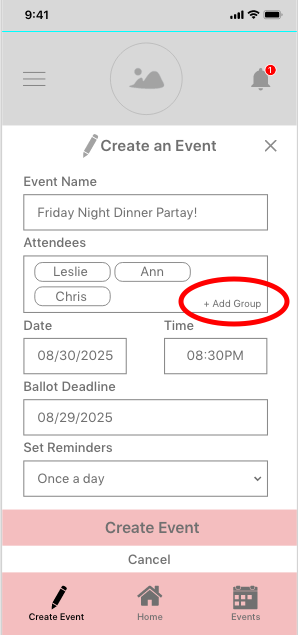 9:41
1
Create an Event
Event Name
Friday Night Dinner Partay!
Attendees
Leslie Ann
Chris
+ Add Group
Date Time
08/30/2025 08:30PM
Ballot Deadline
08/29/2025
Set Reminders
Once a day
Create Event
Cancel
Create Event Home Events